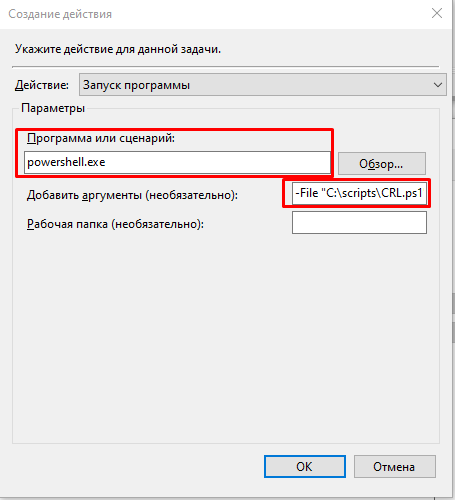 Создание действия
Укажите действие для данной задачи.
Действие: Запуск программы
Параметры
Программа или сценарий:
powershell.exe Обзор...
Добавить аргументы (необязательно): -File "C:\scripts\CRL.ps1
Рабочая папка (необязательно):
ОК Отмена